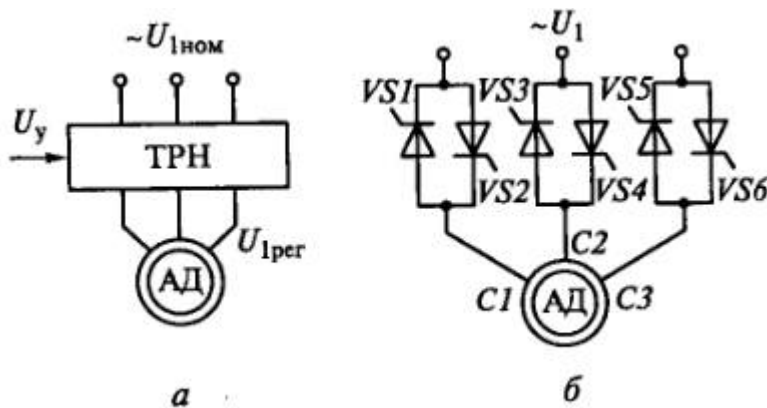 ~U1ном
Uу
ТРН
U1рег
АД
а
~U1
VS1
VS3
VS5
VS2
VS4
VS6
C2
C1
АД
C3
б